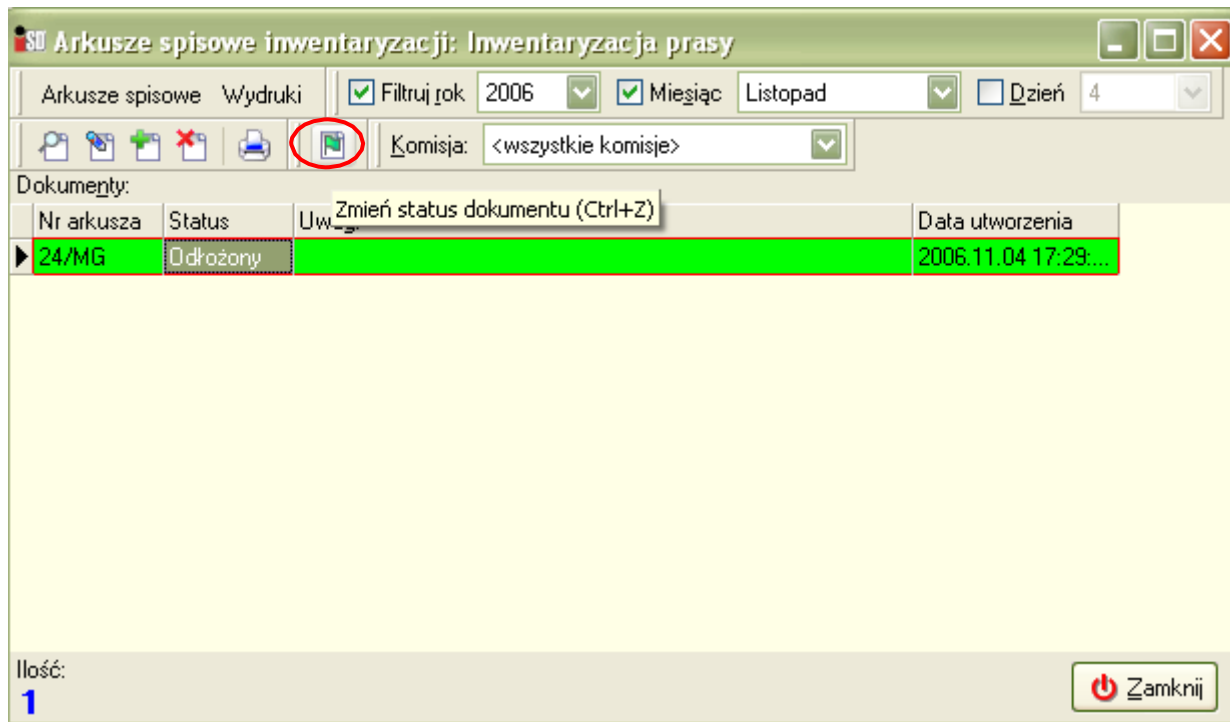 iSO Arkusze spisowe inwentaryzacji: Inwentaryzacja prasy
Arkusze spisowe Wydruki Filtruj rok 2006 Miesiąc Listopad Dzień 4
Komisja: <wszystkie komisje>
Dokumenty:
Zmień status dokumentu (Ctrl+Z)
Nr arkusza Status Data utworzenia
24/MG Odłożony 2006.11.04 17:29:...
Ilość:
1
Zamknij